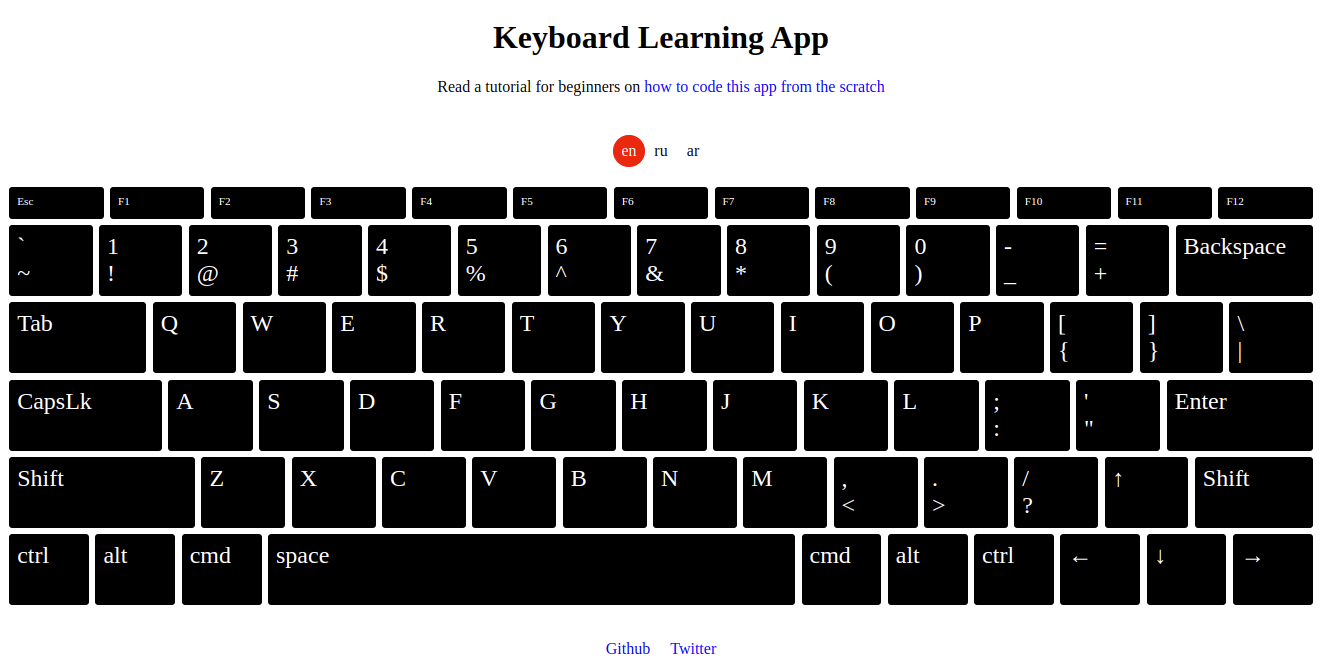 Keyboard Learning App
Read a tutorial for beginners on how to code this app from the scratch
en ru ar
Esc F1 F2 F3 F4 F5 F6 F7 F8 F9 F10 F11 F12
` 1 2 3 4 5 6 7 8 9 0 - = Backspace
~ ! @ # $ % ^ & * ( ) _ +
Tab Q W E R T Y U I O P [ ] \
{ } |
CapsLk A S D F G H J K L ; ' Enter
: "
Shift Z X C V B N M , . / ↑ Shift
< > ?
ctrl alt cmd space cmd alt ctrl ← ↓ →
Github Twitter